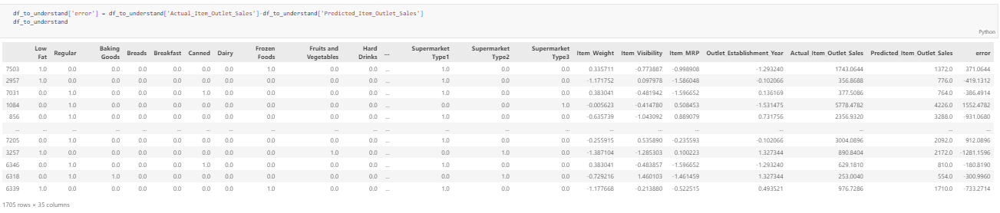 df_to_understand['error'] = df_to_understand['Actual_Item_Outlet_Sales']-df_to_understand['Predicted_Item_Outlet_Sales']
df_to_understand
Python
Low Fat Regular Baking Goods Breads Breakfast Canned Dairy Frozen Foods Fruits and Vegetables Hard Drinks ... Supermarket Type1 Supermarket Type2 Supermarket Type3 Item_Weight Item_Visibility Item_MRP Outlet_Establishment_Year Actual_Item_Outlet_Sales Predicted_Item_Outlet_Sales error
7503 1.0 0.0 0.0 0.0 0.0 0.0 0.0 1.0 0.0 0.0 ... 1.0 0.0 0.0 0.335711 -0.773887 -0.998908 -1.293240 1743.0644 1372.0 371.0644
2957 1.0 0.0 0.0 0.0 0.0 0.0 0.0 0.0 0.0 0.0 ... 1.0 0.0 0.0 -1.171752 0.097978 -1.586048 -0.102066 356.8688 776.0 -419.1312
7031 0.0 1.0 0.0 0.0 0.0 1.0 0.0 0.0 0.0 0.0 ... 1.0 0.0 0.0 0.383041 -0.481942 -1.596652 0.136169 377.5086 764.0 -386.4914
1084 0.0 1.0 0.0 0.0 0.0 0.0 0.0 0.0 0.0 0.0 ... 0.0 0.0 1.0 -0.005623 -0.414780 0.508453 -1.531475 5778.4782 4226.0 1552.4782
856 0.0 1.0 0.0 0.0 0.0 0.0 0.0 0.0 0.0 0.0 ... 1.0 0.0 0.0 -0.635739 -1.043092 0.889079 0.731756 2356.9320 3288.0 -931.0680
... ... ... ... ... ... ... ... ... ... ... ... ... ... ... ... ... ... ... ... ... ...
7205 0.0 1.0 0.0 0.0 0.0 0.0 0.0 0.0 0.0 0.0 ... 1.0 0.0 0.0 -0.255915 0.535890 -0.235593 -0.102066 3004.0896 2092.0 912.0896
3257 1.0 0.0 0.0 0.0 0.0 0.0 0.0 0.0 1.0 0.0 ... 0.0 1.0 0.0 -1.387104 -1.285303 0.100223 1.327344 890.8404 2172.0 -1281.1596
6346 0.0 1.0 0.0 0.0 0.0 1.0 0.0 0.0 0.0 0.0 ... 1.0 0.0 0.0 0.383041 -0.483857 -1.596652 -1.293240 629.1810 810.0 -180.8190
6318 0.0 1.0 1.0 0.0 0.0 0.0 0.0 0.0 0.0 0.0 ... 0.0 1.0 0.0 -0.729216 1.460103 -1.461459 1.327344 253.0040 554.0 -300.9960
6339 1.0 0.0 0.0 0.0 0.0 0.0 0.0 1.0 0.0 0.0 ... 1.0 0.0 0.0 -1.177668 -0.213880 -0.522515 0.493521 976.7286 1710.0 -733.2714
1705 rows × 35 columns